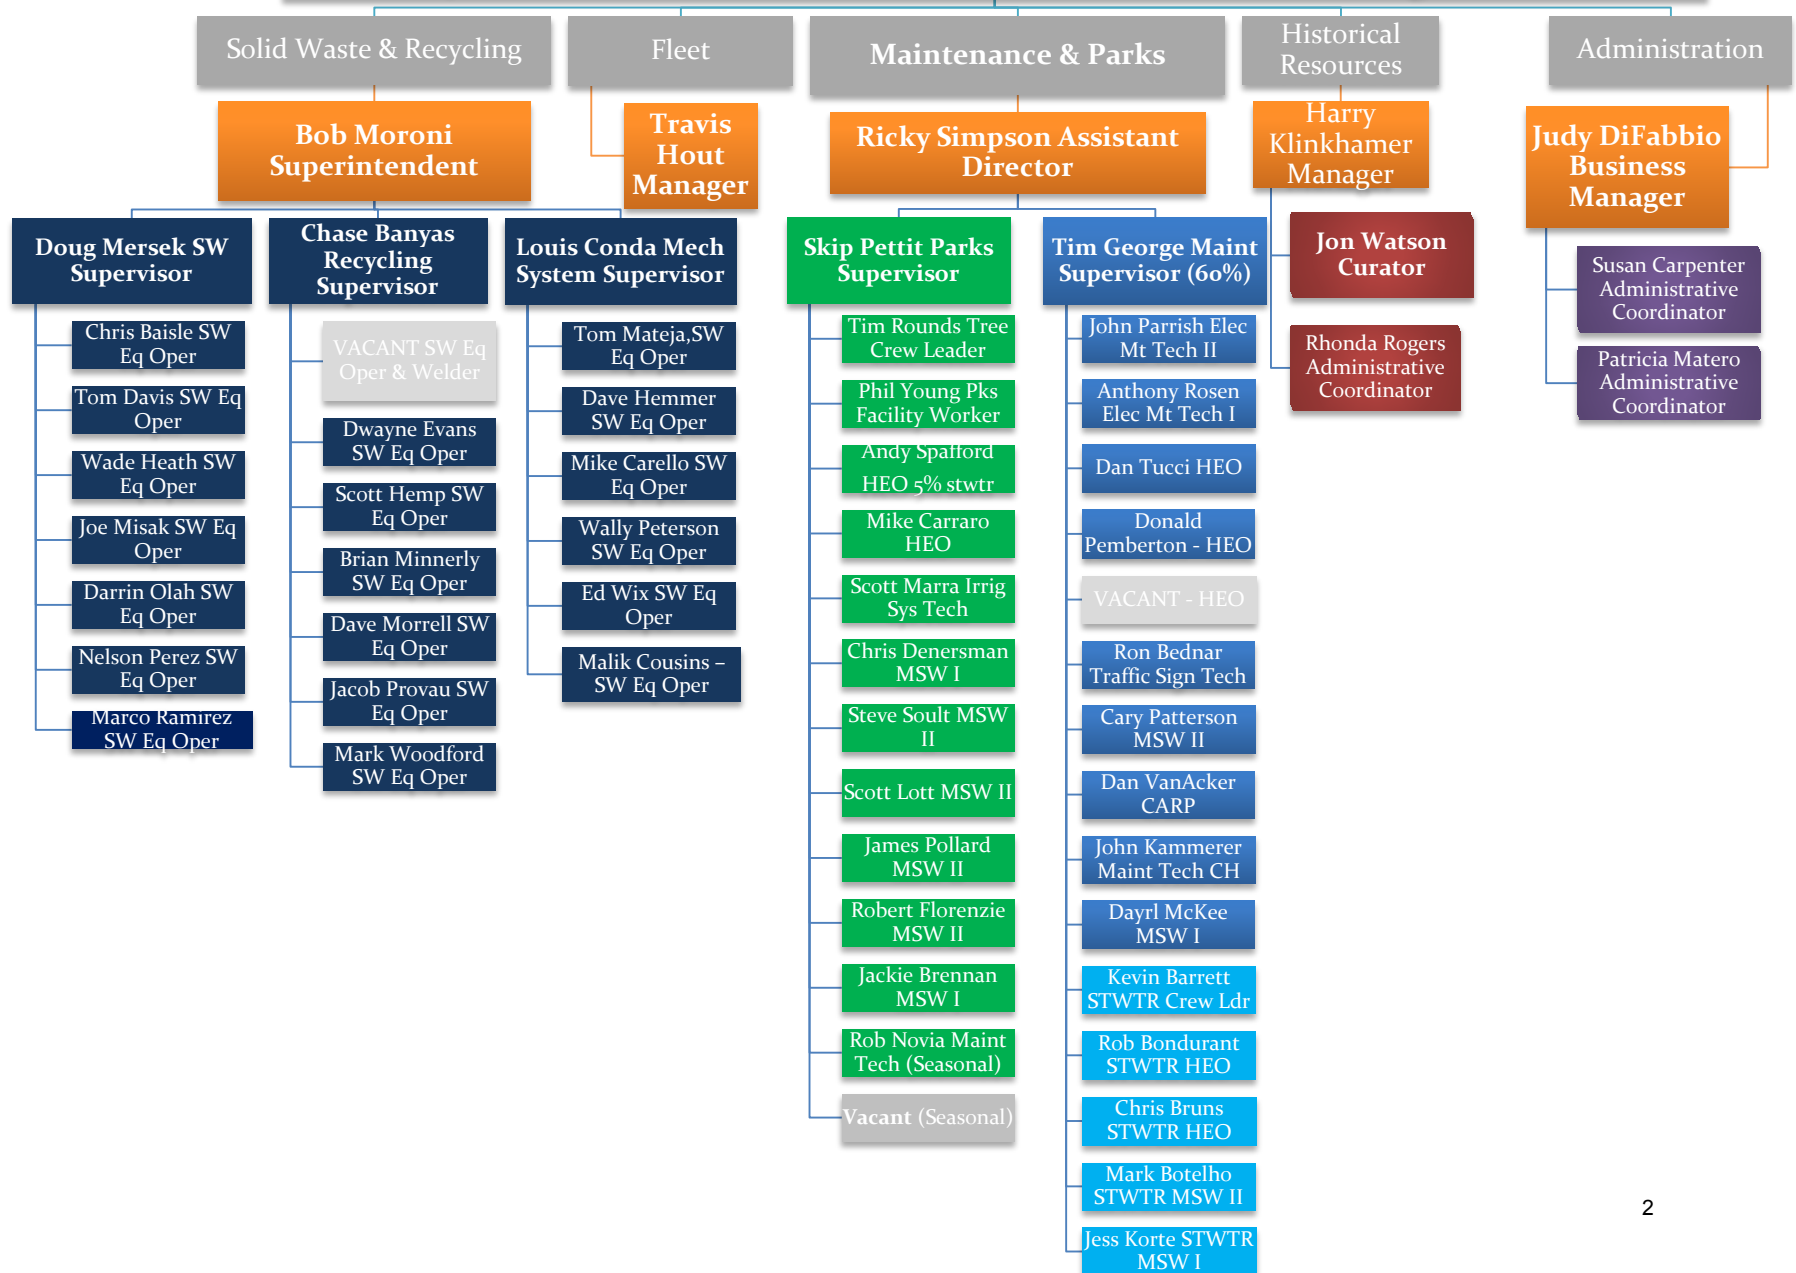 Solid Waste & Recycling
Fleet
Maintenance & Parks
Historical
Resources
Administration
Bob Moroni
Superintendent
Travis
Hout
Manager
Ricky Simpson Assistant
Director
Harry
Klinkhamer
Manager
Judy DiFabbio
Business
Manager
Doug Mersek SW
Supervisor
Chris Baisle SW
Eq Oper
Tom Davis SW Eq
Oper
Wade Heath SW
Eq Oper
Joe Misak SW Eq
Oper
Darrin Olah SW
Eq Oper
Nelson Perez SW
Eq Oper
Marco Ramirez
SW Eq Oper
Chase Banyas
Recycling
Supervisor
VACANT SW Eq
Oper & Welder
Dwayne Evans
SW Eq Oper
Scott Hemp SW
Eq Oper
Brian Minnerly
SW Eq Oper
Dave Morrell SW
Eq Oper
Jacob Provau SW
Eq Oper
Mark Woodford
SW Eq Oper
Louis Conda Mech
System Supervisor
Tom Mateja,SW
Eq Oper
Dave Hemmer
SW Eq Oper
Mike Carello SW
Eq Oper
Wally Peterson
SW Eq Oper
Ed Wix SW Eq
Oper
Malik Cousins –
SW Eq Oper
Skip Pettit Parks
Supervisor
Tim Rounds Tree
Crew Leader
Phil Young Pks
Facility Worker
Andy Spafford
HEO 5% stwtr
Mike Carraro
HEO
Scott Marra Irrig
Sys Tech
Chris Denersman
MSW I
Steve Soult MSW
II
Scott Lott MSW II
James Pollard
MSW II
Robert Florenzie
MSW II
Jackie Brennan
MSW I
Rob Novia Maint
Tech (Seasonal)
Vacant (Seasonal)
Tim George Maint
Supervisor (60%)
John Parrish Elec
Mt Tech II
Anthony Rosen
Elec Mt Tech I
Dan Tucci HEO
Donald
Pemberton - HEO
VACANT - HEO
Ron Bednar
Traffic Sign Tech
Cary Patterson
MSW II
Dan VanAcker
CARP
John Kammerer
Maint Tech CH
Dayrl McKee
MSW I
Kevin Barrett
STWTR Crew Ldr
Rob Bondurant
STWTR HEO
Chris Bruns
STWTR HEO
Mark Botelho
STWTR MSW II
Jess Korte STWTR
MSW I
Jon Watson
Curator
Rhonda Rogers
Administrative
Coordinator
Susan Carpenter
Administrative
Coordinator
Patricia Matero
Administrative
Coordinator
2